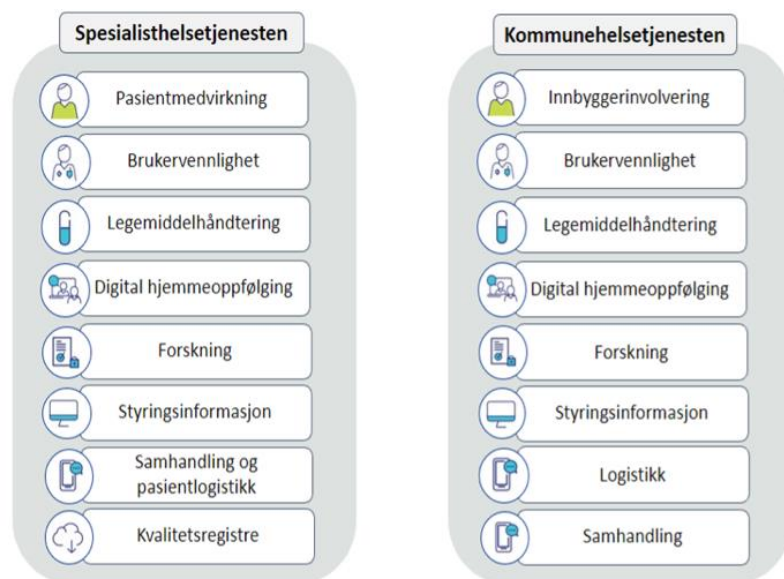 Spesialisthelsetjenesten
Pasientmedvirkning
Brukervennlighet
Legemiddelhåndtering
Digital hjemmeoppfølging
Forskning
Styringsinformasjon
Samhandling og
pasientlogistikk
Kvalitetsregistre
Kommunehelsetjenesten
Innbyggerinvolvering
Brukervennlighet
Legemiddelhåndtering
Digital hjemmeoppfølging
Forskning
Styringsinformasjon
Logistikk
Samhandling